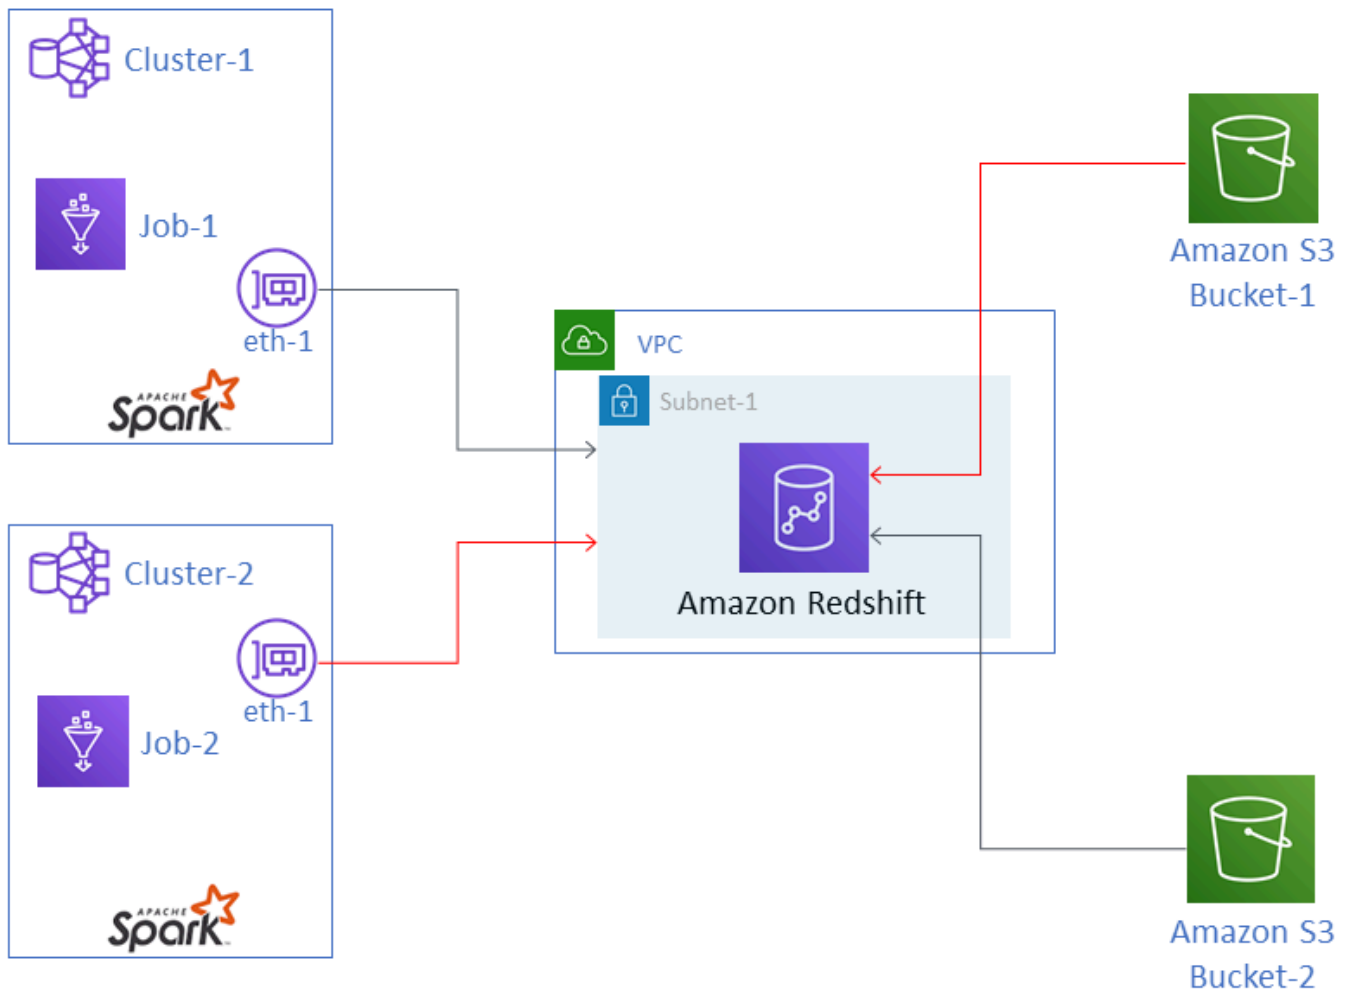 Cluster-1
Job-1
eth-1
APACHE
Spark
Cluster-2
eth-1
Job-2
APACHE
Spark
VPC
Subnet-1
Amazon Redshift
Amazon S3
Bucket-1
Amazon S3
Bucket-2